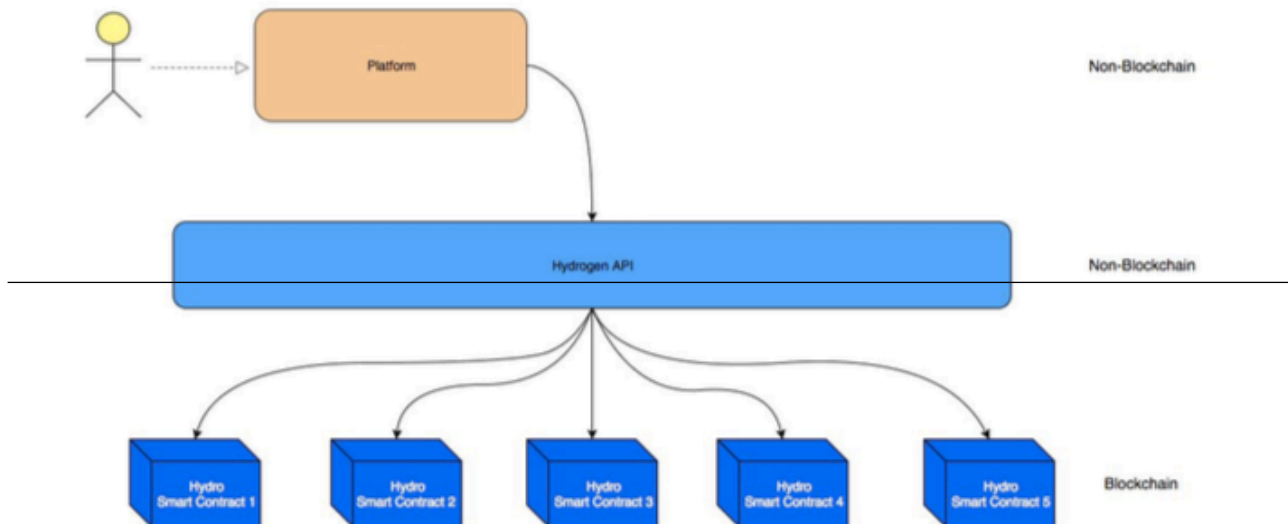 Platform
Non-Blockchain
Hydrogen API
Non-Blockchain
Hydro
Smart Contract 1
Hydro
Smart Contract 2
Hydro
Smart Contract 3
Hydro
Smart Contract 4
Hydro
Smart Contract 5
Blockchain